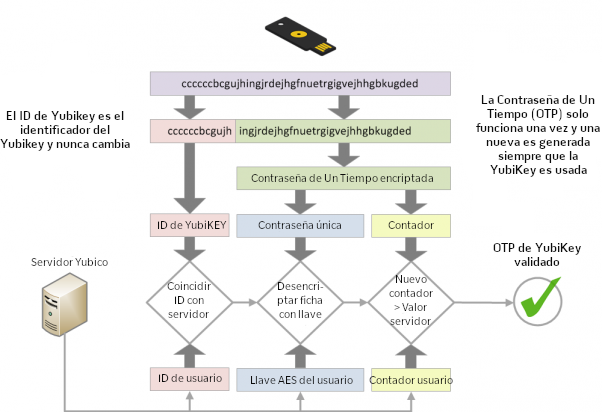 ccccccbcgujhingjrdejhgfnuetrgigvejhhgbkugded
El ID de Yubikey es el
identificador del
Yubikey y nunca cambia
ccccccbcgujh ingjrdejhgfnuetrgigvejhhgbkugded
La Contraseña de Un
Tiempo (OTP) solo
funciona una vez y una
nueva es generada
siempre que la
YubiKey es usada
Contraseña de Un Tiempo encriptada
ID de YubiKEY
Contraseña única
Contador
Servidor Yubico
Coincidir
ID con
servidor
Desencri-
ptar ficha
con llave
Nuevo
contador
> Valor
servidor
OTP de YubiKey
validado
ID de usuario
Llave AES del usuario
Contador usuario